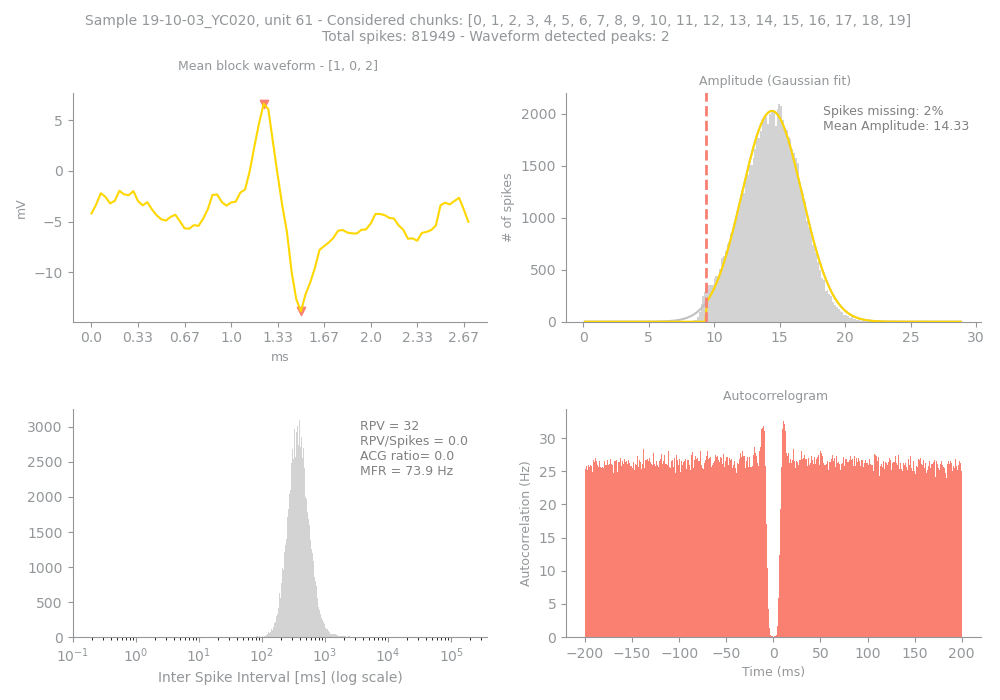 Sample 19-10-03_YC020, unit 61 - Considered chunks: [0, 1, 2, 3, 4, 5, 6, 7, 8, 9, 10, 11, 12, 13, 14, 15, 16, 17, 18, 19]
Total spikes: 81949 - Waveform detected peaks: 2
Mean block waveform - [1, 0, 2]
5
0
−5
−10
mV
0.0 0.33 0.67 1.0 1.33 1.67 2.0 2.33 2.67
ms
Amplitude (Gaussian fit)
Spikes missing: 2%
Mean Amplitude: 14.33
2000
1500
1000
500
0
# of spikes
0 5 10 15 20 25 30
RPV = 32
RPV/Spikes = 0.0
ACG ratio= 0.0
MFR = 73.9 Hz
3000
2500
2000
1500
1000
500
0
10⁻¹ 10⁰ 10¹ 10² 10³ 10⁴ 10⁵
Inter Spike Interval [ms] (log scale)
Autocorrelogram
30
25
20
15
10
5
0
Autocorrelation (Hz)
−200 −150 −100 −50 0 50 100 150 200
Time (ms)